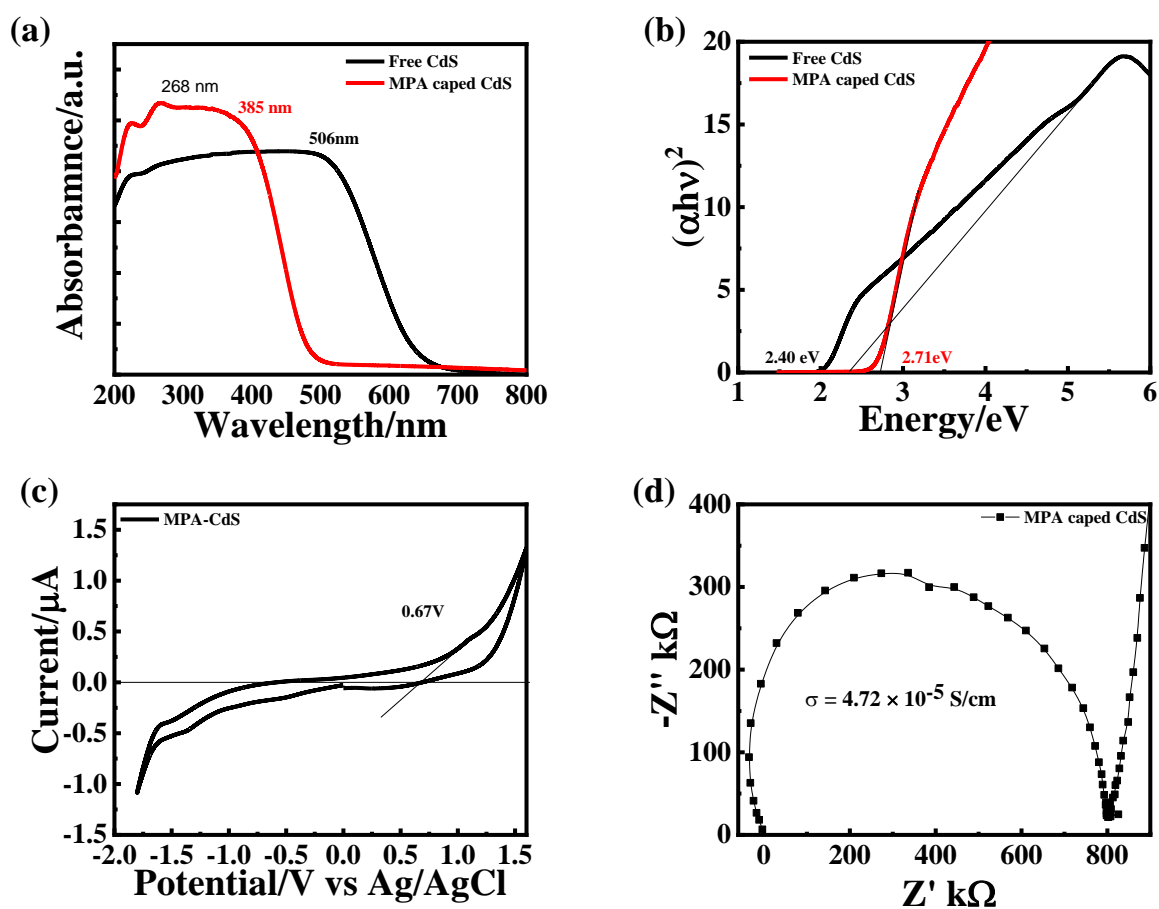 (a)
Free CdS
MPA caped CdS
268 nm
385 nm
506nm
Absorbamnce/a.u.
200 300 400 500 600 700 800
Wavelength/nm
(b)
20
15
10
5
0
Free CdS
MPA caped CdS
(αhν)²
2.40 eV
2.71eV
1 2 3 4 5 6
Energy/eV
(c)
MPA-CdS
1.5
1.0
0.5
0.0
-0.5
-1.0
-1.5
0.67V
Current/μA
-2.0 -1.5 -1.0 -0.5 0.0 0.5 1.0 1.5
Potential/V vs Ag/AgCl
(d)
400
300
200
100
0
MPA caped CdS
-Z'' kΩ
σ = 4.72 × 10⁻⁵ S/cm
0 200 400 600 800
Z' kΩ